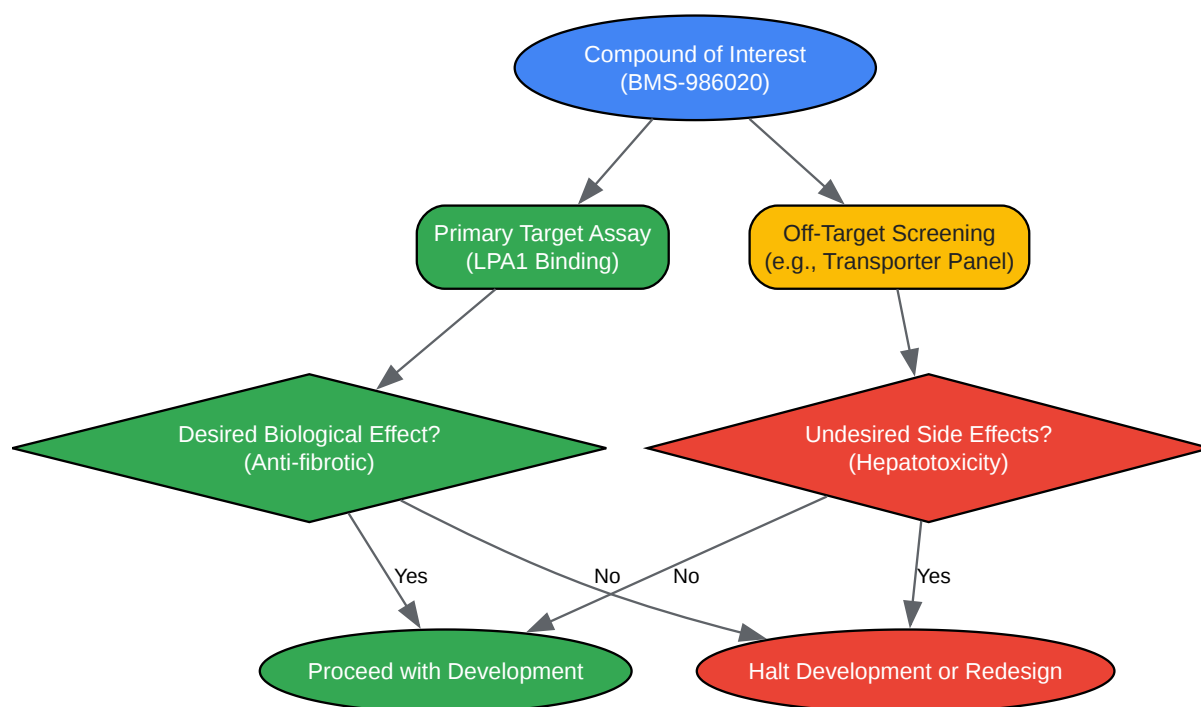 Compound of Interest
(BMS-986020)
Primary Target Assay
(LPA1 Binding)
Off-Target Screening
(e.g., Transporter Panel)
Desired Biological Effect?
(Anti-fibrotic)
Undesired Side Effects?
(Hepatotoxicity)
Yes
No
No
Yes
Proceed with Development
Halt Development or Redesign